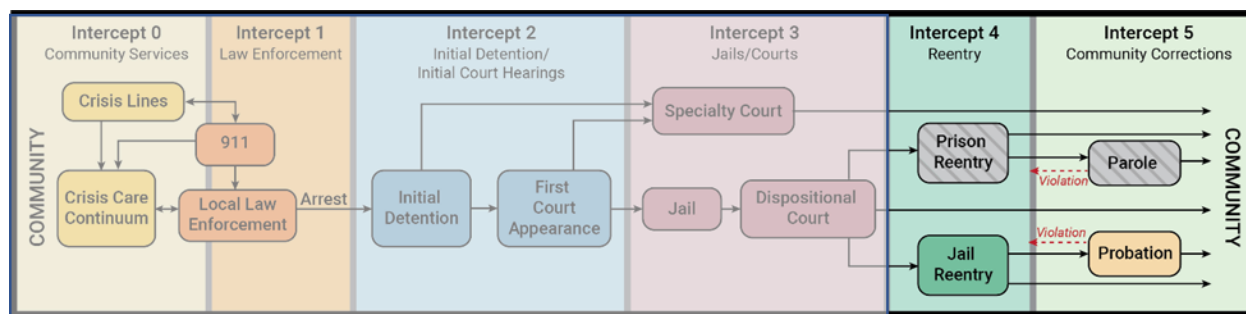 Intercept 0
Community Services
Intercept 1
Law Enforcement
Intercept 2
Initial Detention/
Initial Court Hearings
Intercept 3
Jails/Courts
Intercept 4
Reentry
Intercept 5
Community Corrections
COMMUNITY
Crisis Lines
911
Crisis Care
Continuum
Local Law
Enforcement
Arrest
Initial
Detention
First
Court
Appearance
Specialty Court
Jail
Dispositional
Court
Prison
Reentry
Violation
Parole
Jail
Reentry
Violation
Probation
COMMUNITY